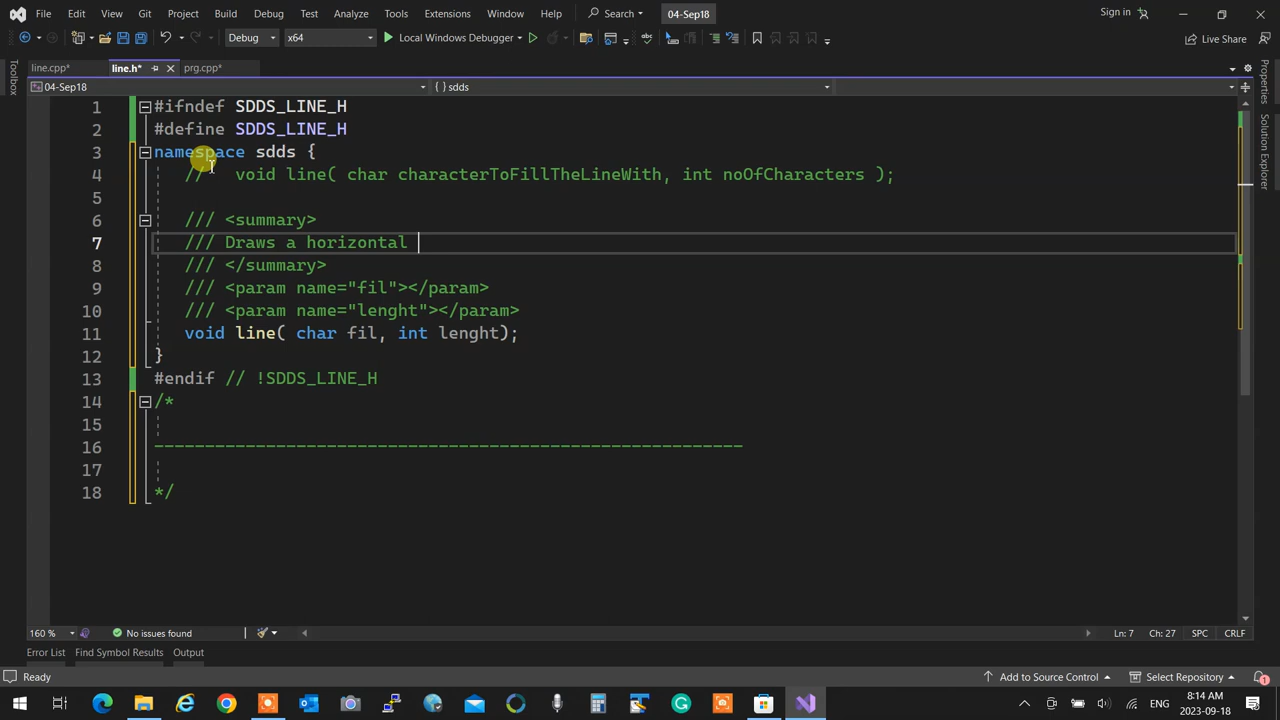 File Edit View Git Project Build Debug Test Analyze Tools Extensions Window Help Search 04-Sep18 Sign in
Debug x64 Local Windows Debugger Live Share
line.cpp* line.h* prg.cpp*
04-Sep18 {} sdds
1 #ifndef SDDS_LINE_H
2 #define SDDS_LINE_H
3 namespace sdds {
4 // void line( char characterToFillTheLineWith, int noOfCharacters );
5
6 /// <summary>
7 /// Draws a horizontal
8 /// </summary>
9 /// <param name="fil"></param>
10 /// <param name="lenght"></param>
11 void line( char fil, int lenght);
12 }
13 #endif // !SDDS_LINE_H
14 /*
15
16 ----------------------------------------------------------
17
18 */
Toolbox
Properties
Solution Explorer
160 % No issues found Ln: 7 Ch: 27 SPC CRLF
Error List Find Symbol Results Output
Ready Add to Source Control Select Repository 1
ENG 8:14 AM
2023-09-18